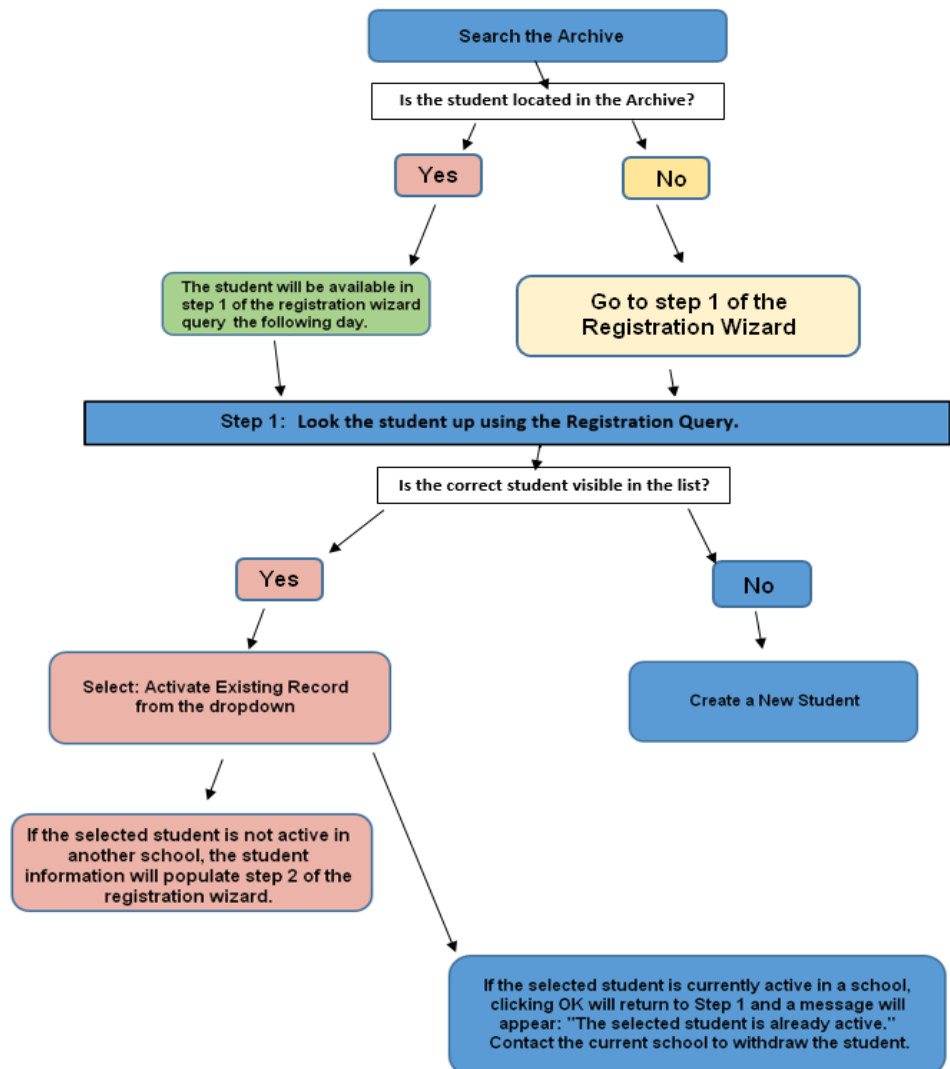 Search the Archive
Is the student located in the Archive?
Yes
No
The student will be available in
step 1 of the registration wizard
query the following day.
Go to step 1 of the
Registration Wizard
Step 1: Look the student up using the Registration Query.
Is the correct student visible in the list?
Yes
No
Select: Activate Existing Record
from the dropdown
Create a New Student
If the selected student is not active in
another school, the student
information will populate step 2 of the
registration wizard.
If the selected student is currently active in a school,
clicking OK will return to Step 1 and a message will
appear: "The selected student is already active."
Contact the current school to withdraw the student.